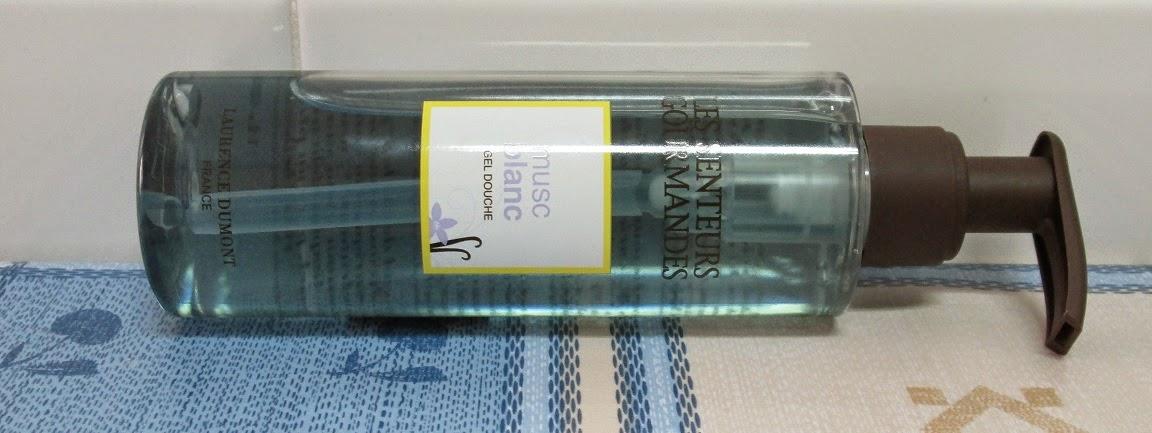 LES SENTEURS
GOURMANDES
musc
blanc
GEL DOUCHE
LAURENCE DUMONT
FRANCE